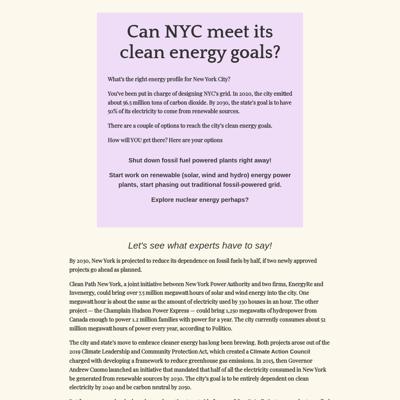 Can NYC meet its
clean energy goals?
What's the right energy profile for New York City?
You've been put in charge of designing NYC's grid. In 2020, the city emitted
about 56.5 million tons of carbon dioxide. By 2030, the state's goal is to have
50% of its electricity to come from renewable sources.
There are a couple of options to reach the city's clean energy goals.
How will YOU get there? Here are your options
Shut down fossil fuel powered plants right away!
Start work on renewable (solar, wind and hydro) energy power
plants, start phasing out traditional fossil-powered grid.
Explore nuclear energy perhaps?
Let's see what experts have to say!
By 2030, New York is projected to reduce its dependence on fossil fuels by half, if two newly approved
projects go ahead as planned.
Clean Path New York, a joint initiative between New York Power Authority and two firms, EnergyRe and
Invenergy, could bring over 7.5 million megawatt hours of solar and wind energy into the city. One
megawatt hour is about the same as the amount of electricity used by 330 houses in an hour. The other
project — the Champlain Hudson Power Express — could bring 1,250 megawatts of hydropower from
Canada enough to power 1.2 million families with power for a year. The city currently consumes about 52
million megawatt hours of power every year, according to Politico.
The city and state's move to embrace cleaner energy has long been brewing. Both projects arose out of the
2019 Climate Leadership and Community Protection Act, which created a Climate Action Council
charged with developing a framework to reduce greenhouse gas emissions. In 2015, then Governor
Andrew Cuomo launched an initiative that mandated that half of all the electricity consumed in New York
be generated from renewable sources by 2030. The city's goal is to be entirely dependent on clean
electricity by 2040 and be carbon neutral by 2050.